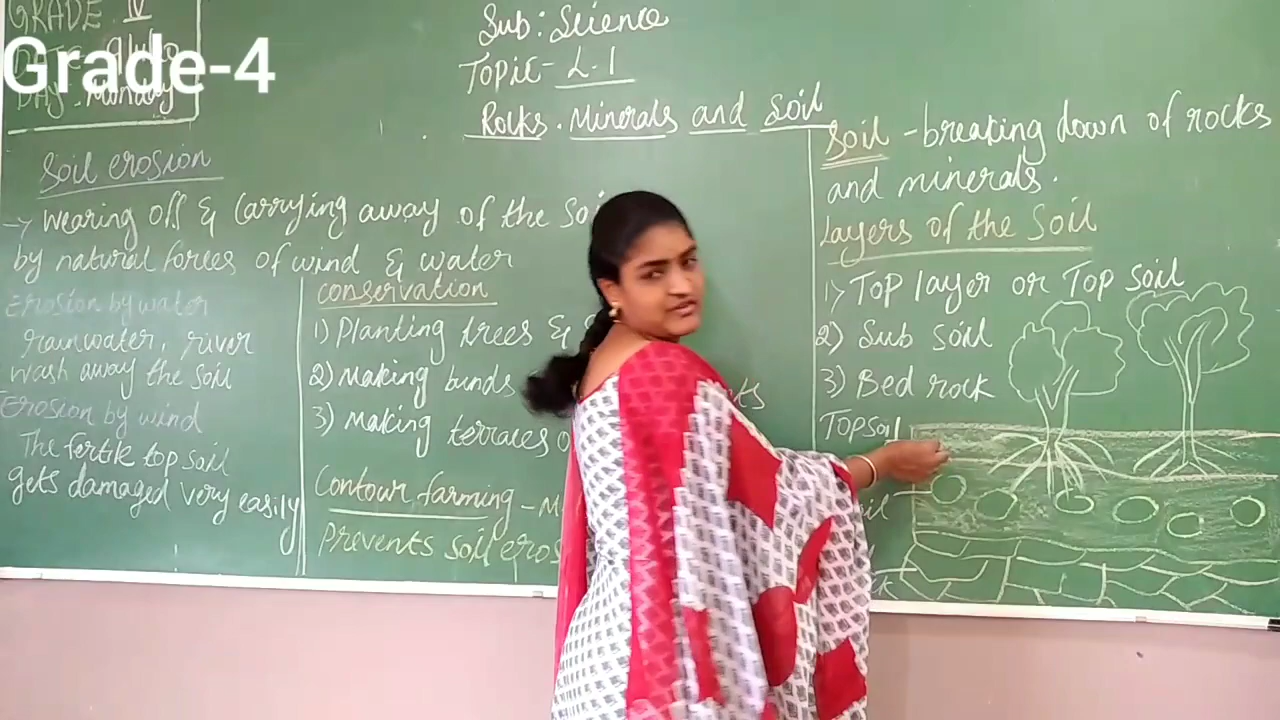 GRADE. IV
DATE.
DAY. Monday
Grade-4
Sub: Science
Topic- L.1
Rocks. Minerals and Soil
Soil erosion
-> Wearing off & Carrying away of the So
by natural forces of wind & water
Erosion by water
rainwater, river
wash away the soil
Erosion by wind
The fertile top soil
gets damaged very easily
conservation
1) Planting trees &
2) Making bunds
3) Making terraces o
Contour farming - M
Prevents soil eros
Soil - breaking down of rocks
and minerals.
Layers of the Soil
1) Top layer or Top soil
2) Sub soil
3) Bed rock
Topsoil